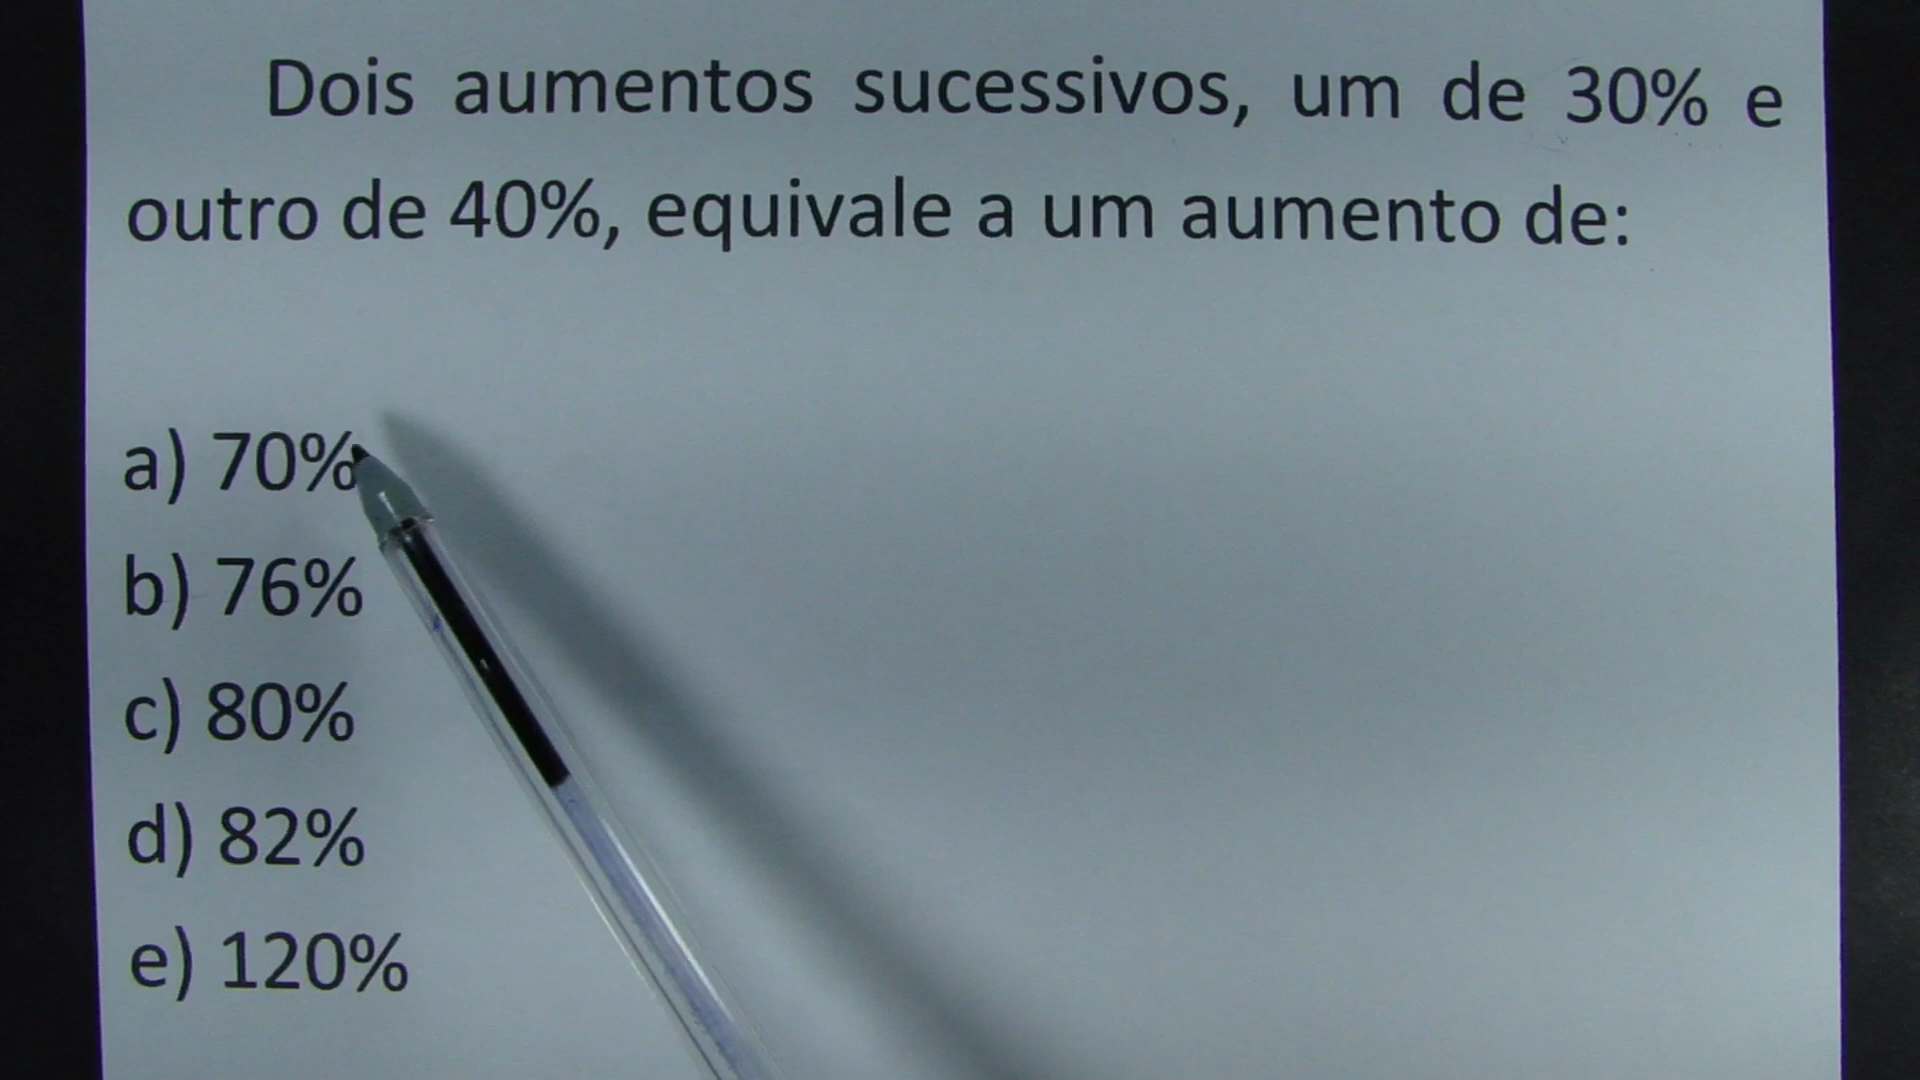 Dois aumentos sucessivos, um de 30% e
outro de 40%, equivale a um aumento de:
a) 70%
b) 76%
c) 80%
d) 82%
e) 120%